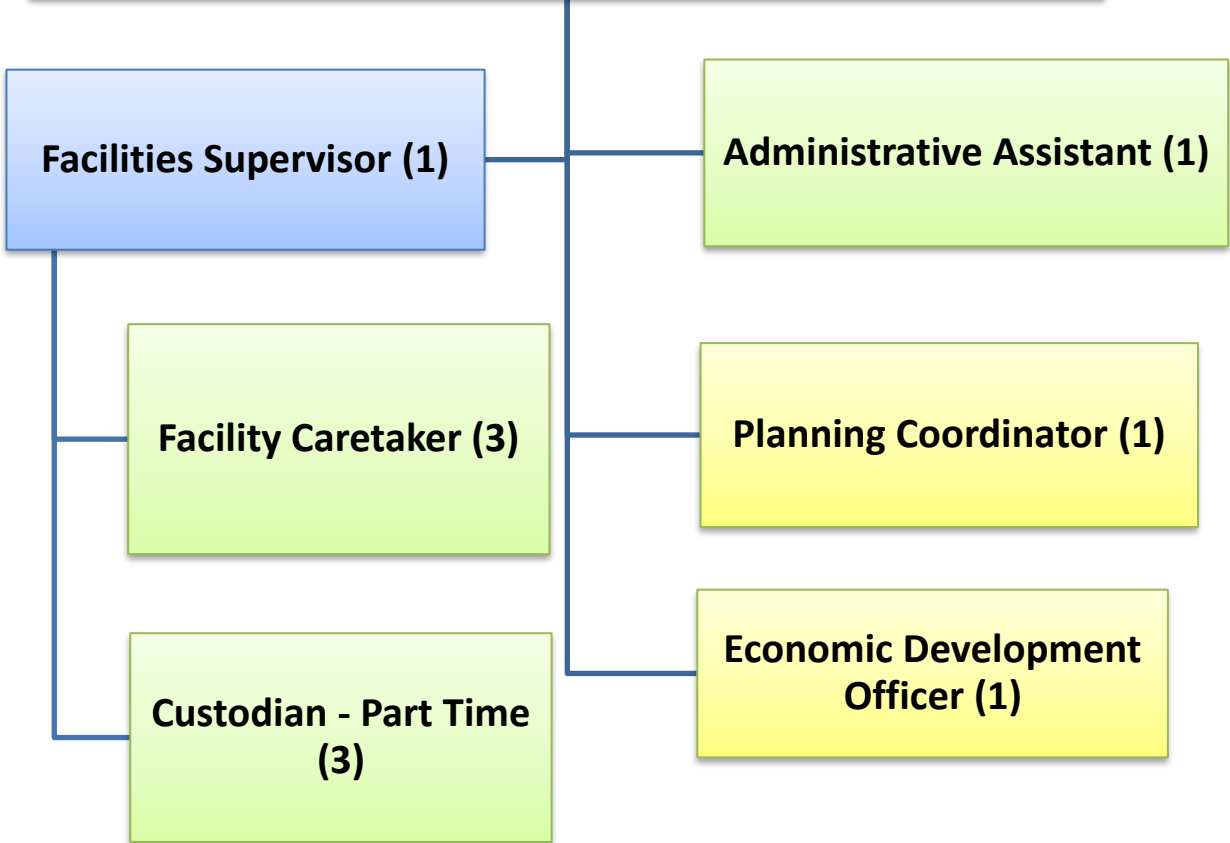 Facilities Supervisor (1)
Administrative Assistant (1)
Facility Caretaker (3)
Planning Coordinator (1)
Custodian - Part Time
(3)
Economic Development
Officer (1)